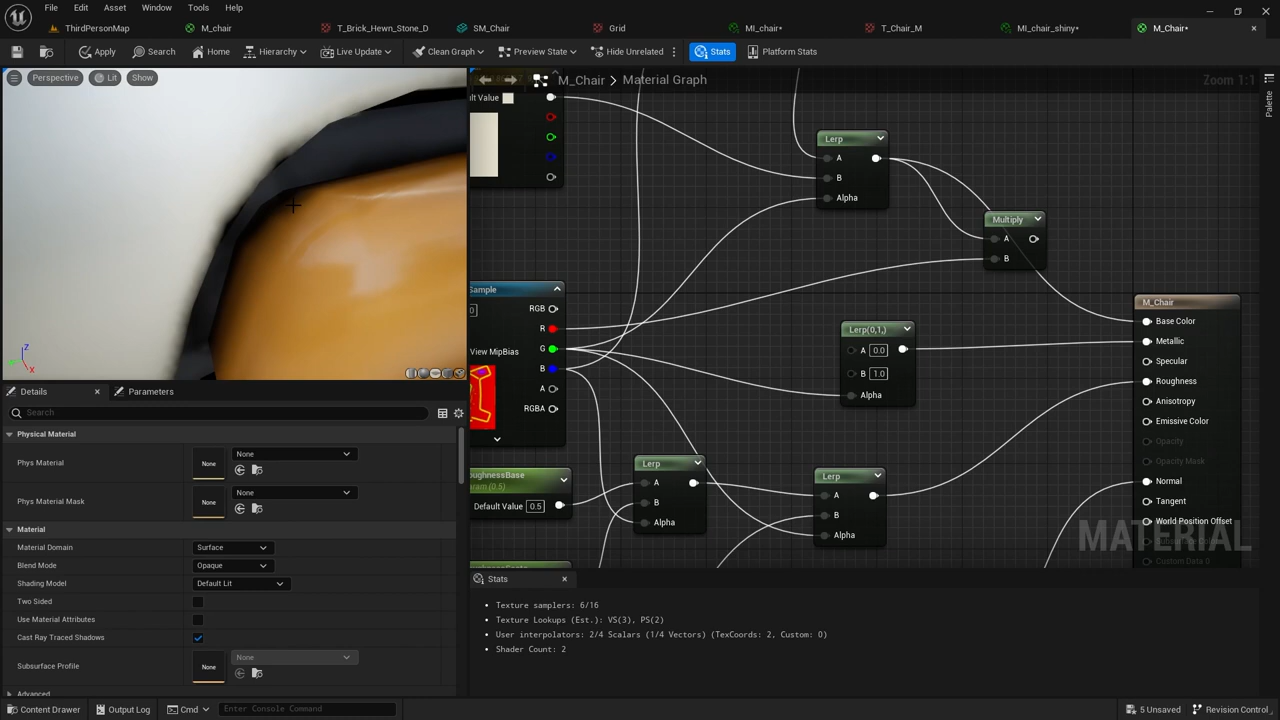 File Edit Asset Window Tools Help
ThirdPersonMap M_chair T_Brick_Hewn_Stone_D SM_Chair Grid MI_chair* T_Chair_M MI_chair_shiny* M_Chair*
Apply Search Home Hierarchy Live Update Clean Graph Preview State Hide Unrelated Stats Platform Stats
Perspective Lit Show
M_Chair > Material Graph
Zoom 1:1
Palette
Lerp
A
B
Alpha
Multiply
A
B
Sample
RGB
R
G
B
A
RGBA
View MipBias
Lerp(0,1,)
A 0.0
B 1.0
Alpha
M_Chair
Base Color
Metallic
Specular
Roughness
Anisotropy
Emissive Color
Opacity
Opacity Mask
Normal
Tangent
World Position Offset
Subsurface Color
Custom Data 0
Default Value 0.5
Lerp
A
B
Alpha
Lerp
A
B
Alpha
MATERIAL
Z
X
Details Parameters
Search
Physical Material
Phys Material None None
Phys Material Mask None None
Material
Material Domain Surface
Blend Mode Opaque
Shading Model Default Lit
Two Sided
Use Material Attributes
Cast Ray Traced Shadows
Subsurface Profile None None
Advanced
Stats
Texture samplers: 6/16
Texture Lookups (Est.): VS(3), PS(2)
User interpolators: 2/4 Scalars (1/4 Vectors) (TexCoords: 2, Custom: 0)
Shader Count: 2
Content Drawer Output Log Cmd Enter Console Command 5 Unsaved Revision Control